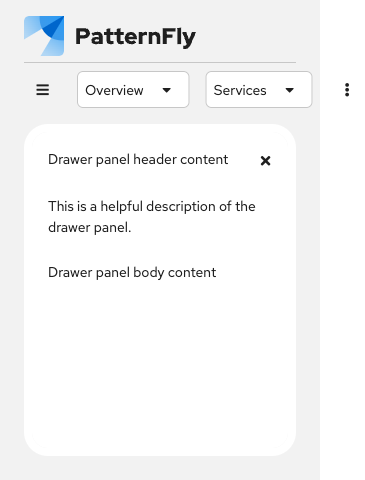 PatternFly
Overview
Services
Drawer panel header content
This is a helpful description of the
drawer panel.
Drawer panel body content